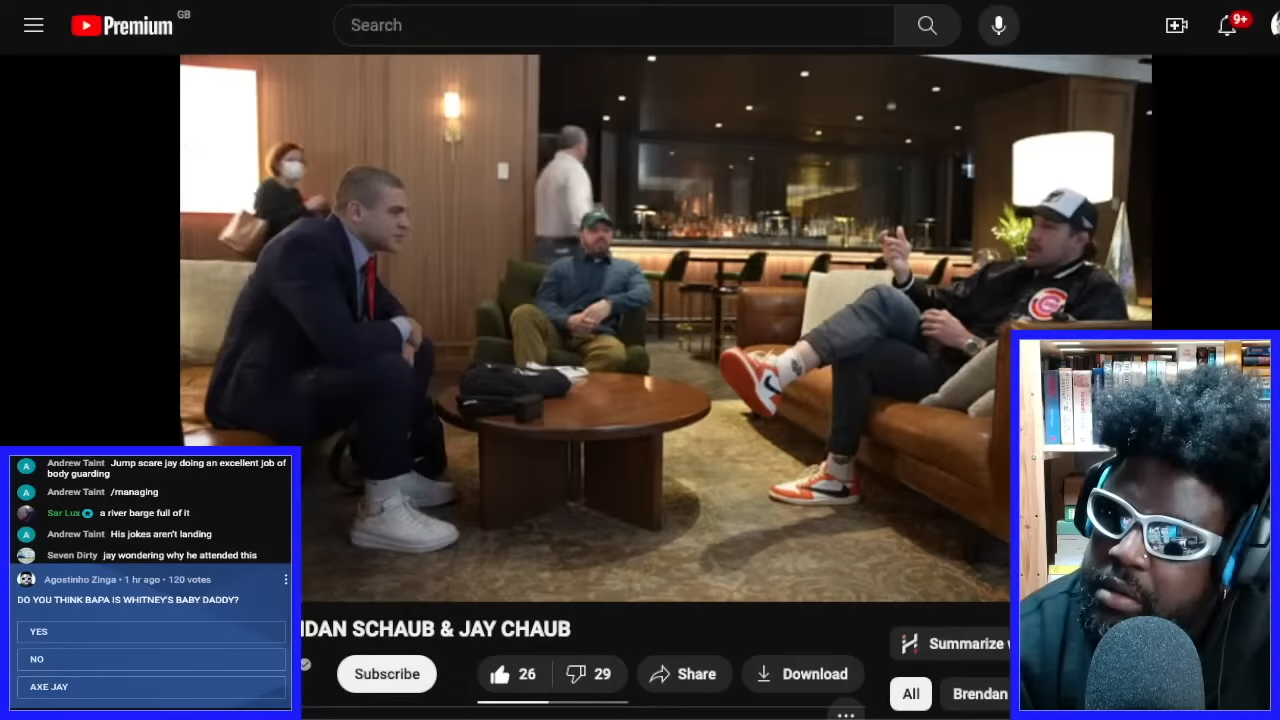 Premium GB
Search
9+
Andrew Taint Jump scare jay doing an excellent job of
body guarding
Andrew Taint /managing
Sar Lux a river barge full of it
Andrew Taint His jokes aren't landing
Seven Dirty jay wondering why he attended this
Agostinho Zinga • 1 hr ago • 120 votes
DO YOU THINK BAPA IS WHITNEY'S BABY DADDY?
YES
NO
AXE JAY
NDAN SCHAUB & JAY CHAUB
Subscribe
26
29
Share
Download
Summarize
All
Brendan